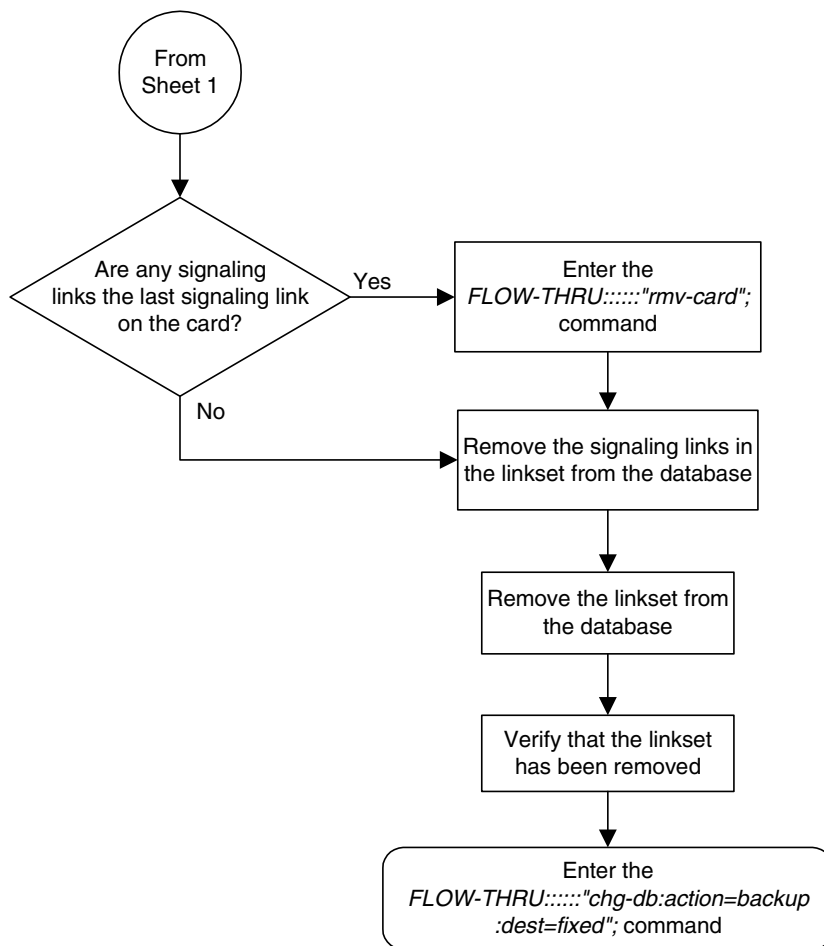 From
Sheet 1
Are any signaling
links the last signaling link
on the card?
Yes
Enter the
FLOW-THRU::::::"rmv-card";
command
No
Remove the signaling links in
the linkset from the database
Remove the linkset from
the database
Verify that the linkset
has been removed
Enter the
FLOW-THRU::::::"chg-db:action=backup
:dest=fixed"; command